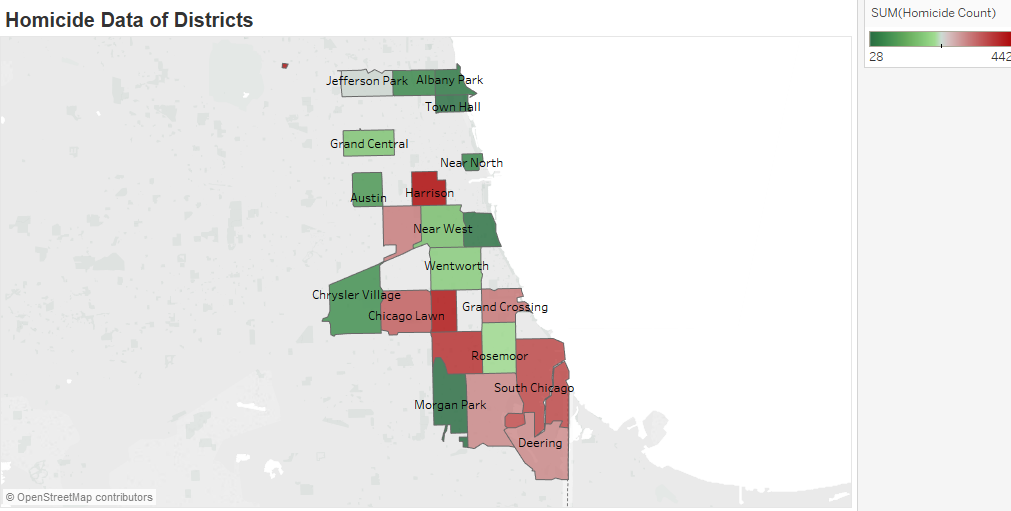 Homicide Data of Districts
SUM(Homicide Count)
28
442
Jefferson Park
Albany Park
Town Hall
Grand Central
Near North
Austin
Harrison
Near West
Wentworth
Chrysler Village
Chicago Lawn
Grand Crossing
Rosemoor
South Chicago
Morgan Park
Deering
© OpenStreetMap contributors